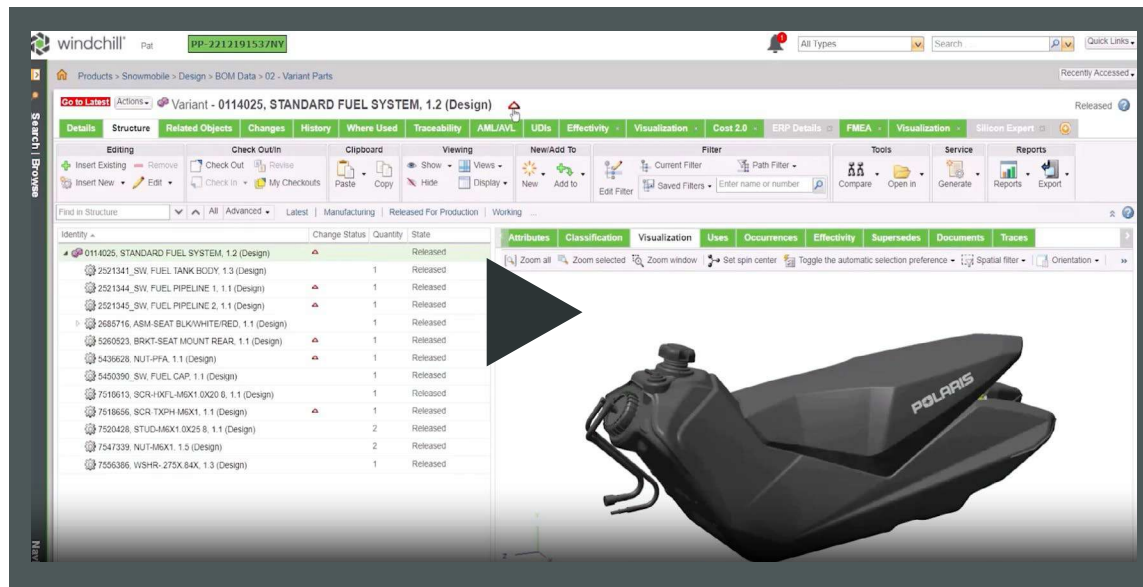 windchill Pat PP-2212191537NY All Types Search Quick Links
Products > Snowmobile > Design > BOM Data > 02 - Variant Parts Recently Accessed
Go to Latest Actions Variant - 0114025, STANDARD FUEL SYSTEM, 1.2 (Design) Released
Details Structure Related Objects Changes History Where Used Traceability AML/AVL UDIs Effectivity Visualization Cost 2.0 ERP Details FMEA Visualization Silicon Expert
Search | Browse
Editing Check Out/In Clipboard Viewing New/Add To Filter Tools Service Reports
Insert Existing Remove Check Out Revise Show Views Current Filter Path Filter
Insert New Edit Check In My Checkouts Paste Copy Hide Display New Add to Edit Filter Saved Filters Enter name or number Compare Open in Generate Reports Export
Find in Structure All Advanced Latest | Manufacturing | Released For Production | Working ...
Identity Change Status Quantity State
Attributes Classification Visualization Uses Occurrences Effectivity Supersedes Documents Traces
Zoom all Zoom selected Zoom window Set spin center Toggle the automatic selection preference Spatial filter Orientation »
0114025, STANDARD FUEL SYSTEM, 1.2 (Design) Released
2521341_SW, FUEL TANK BODY, 1.3 (Design) 1 Released
2521344_SW, FUEL PIPELINE 1, 1.1 (Design) 1 Released
2521345_SW, FUEL PIPELINE 2, 1.1 (Design) 1 Released
2685716, ASM-SEAT BLK/WHITE/RED, 1.1 (Design) 1 Released
5260523, BRKT-SEAT MOUNT REAR, 1.1 (Design) 1 Released
5436628, NUT-PFA, 1.1 (Design) 1 Released
5450390_SW, FUEL CAP, 1.1 (Design) 1 Released
7518613, SCR-HXFL-M6X1.0X20 8, 1.1 (Design) 1 Released
7518656, SCR-TXPH-M6X1, 1.1 (Design) 1 Released
7520428, STUD-M6X1.0X25 8, 1.1 (Design) 2 Released
7547339, NUT-M6X1, 1.5 (Design) 2 Released
7556386, WSHR-.275X.84X, 1.3 (Design) 1 Released
POLARIS